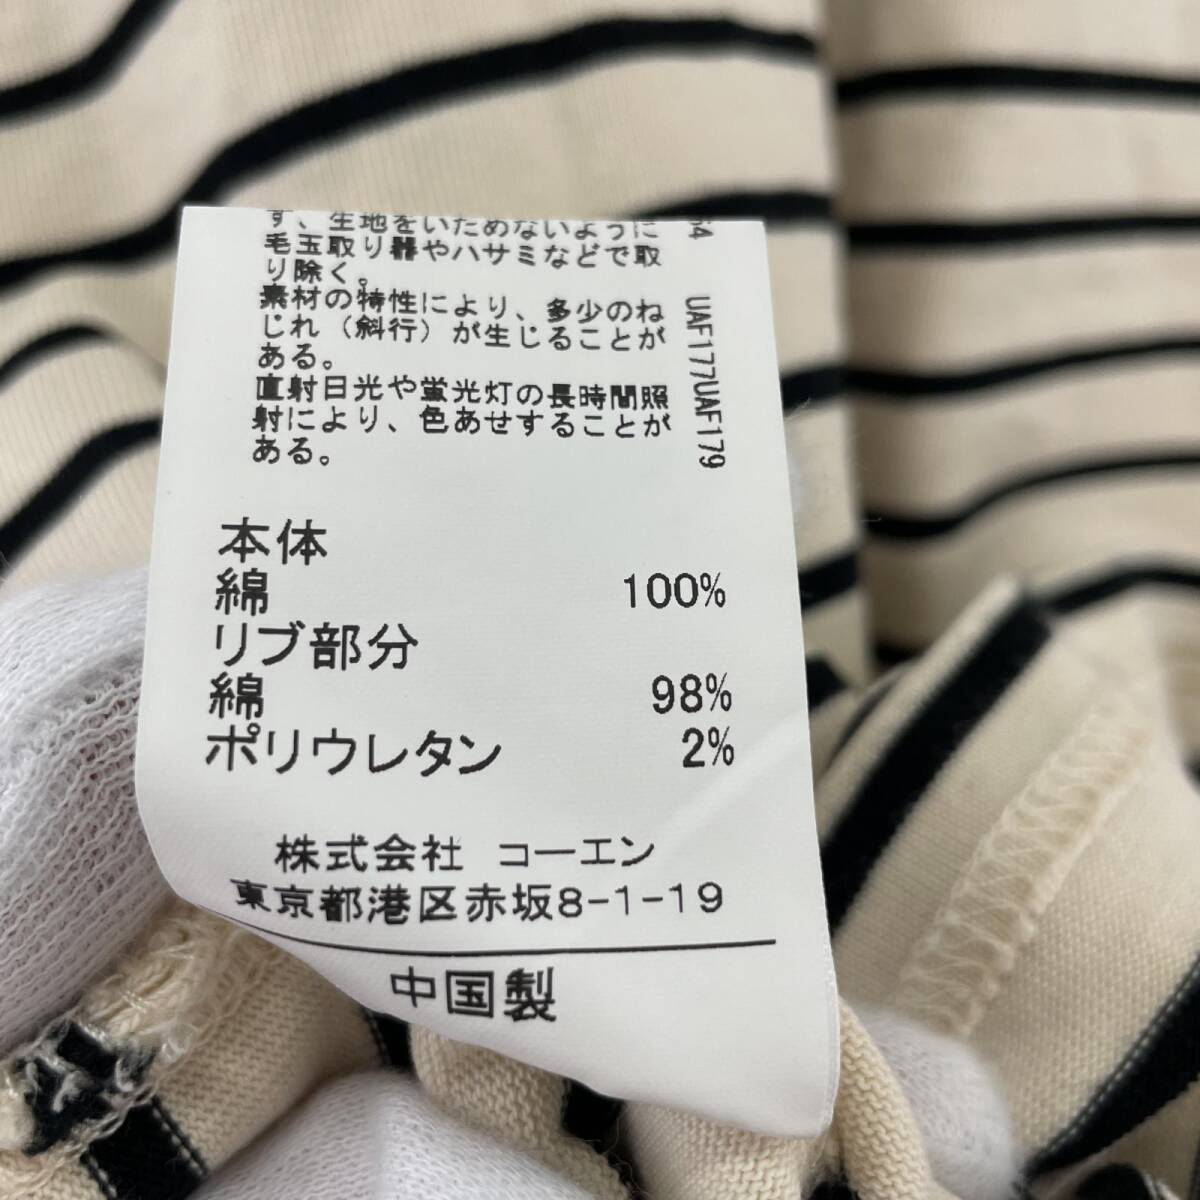 す、生地をいためないように
毛玉取り器やハサミなどで取
り除く。
素材の特性により、多少のね
じれ（斜行）が生じることが
ある。
直射日光や蛍光灯の長時間照
射により、色あせすることが
ある。
UAF177UAF179
本体
綿 100%
リブ部分
綿 98%
ポリウレタン 2%
株式会社 コーエン
東京都港区赤坂8-1-19
中国製